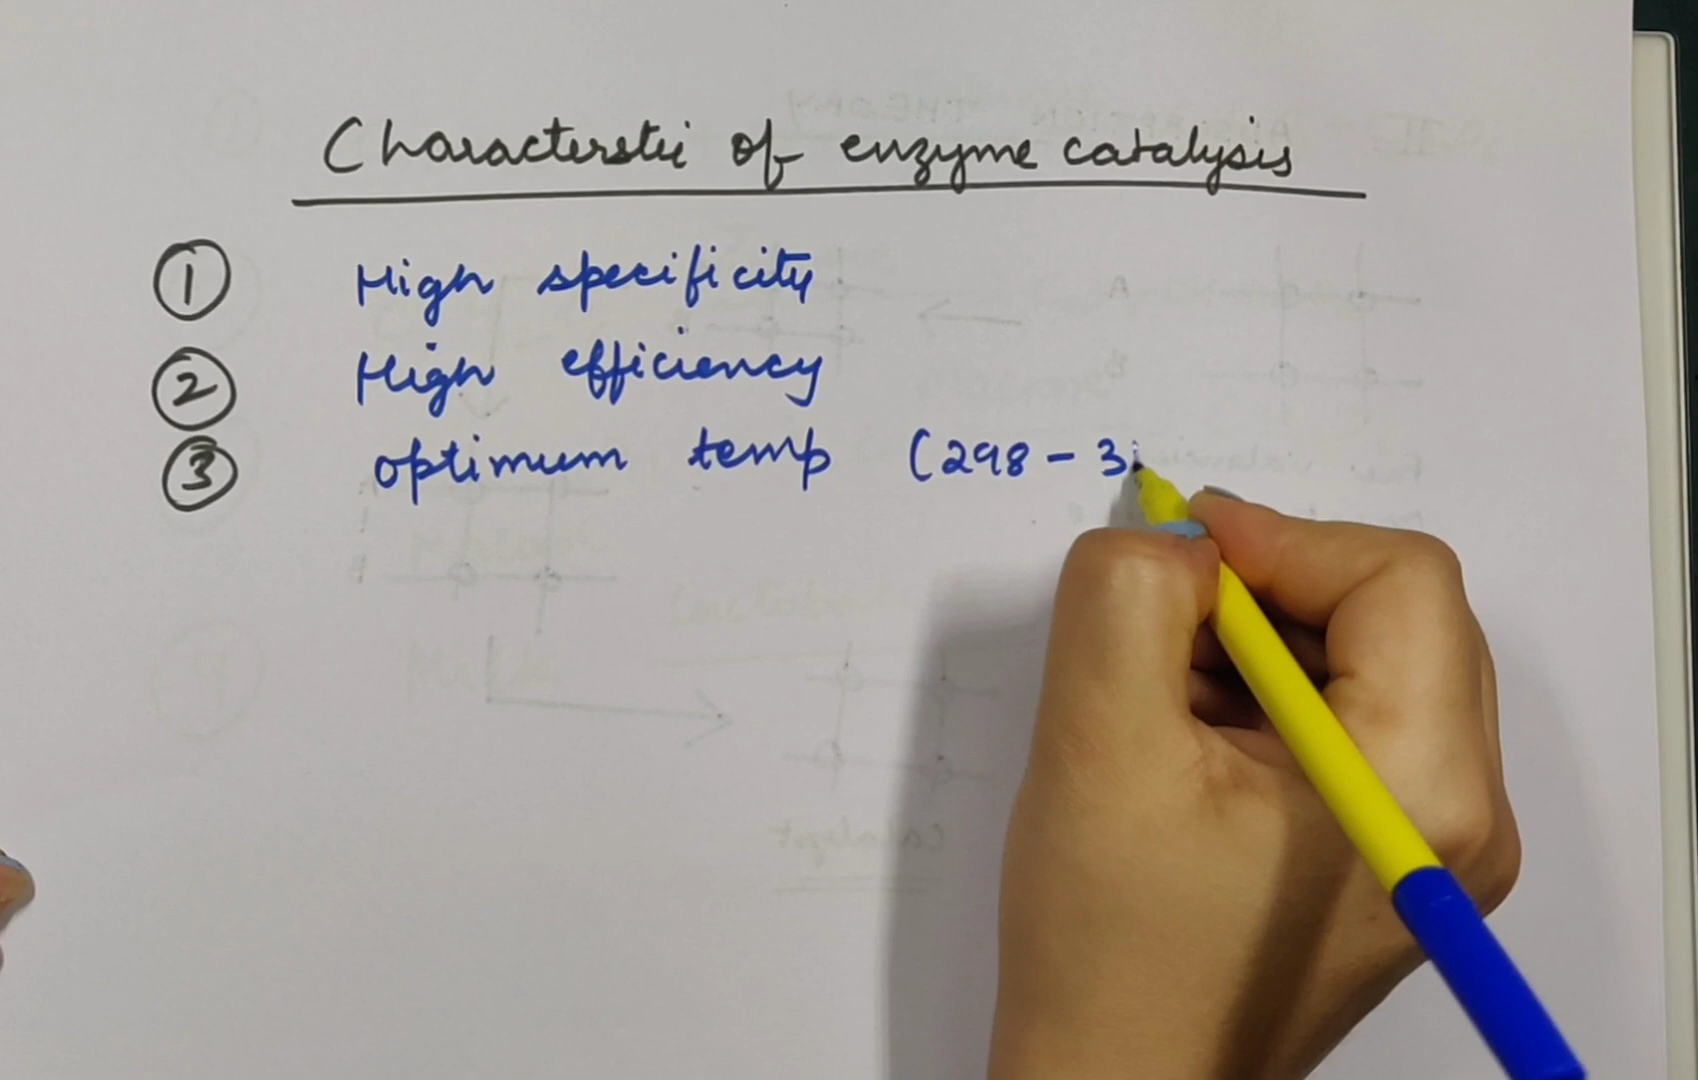 Characterstic of enzyme catalysis
1 High specificity
2 High efficiency
3 optimum temp (298 - 3